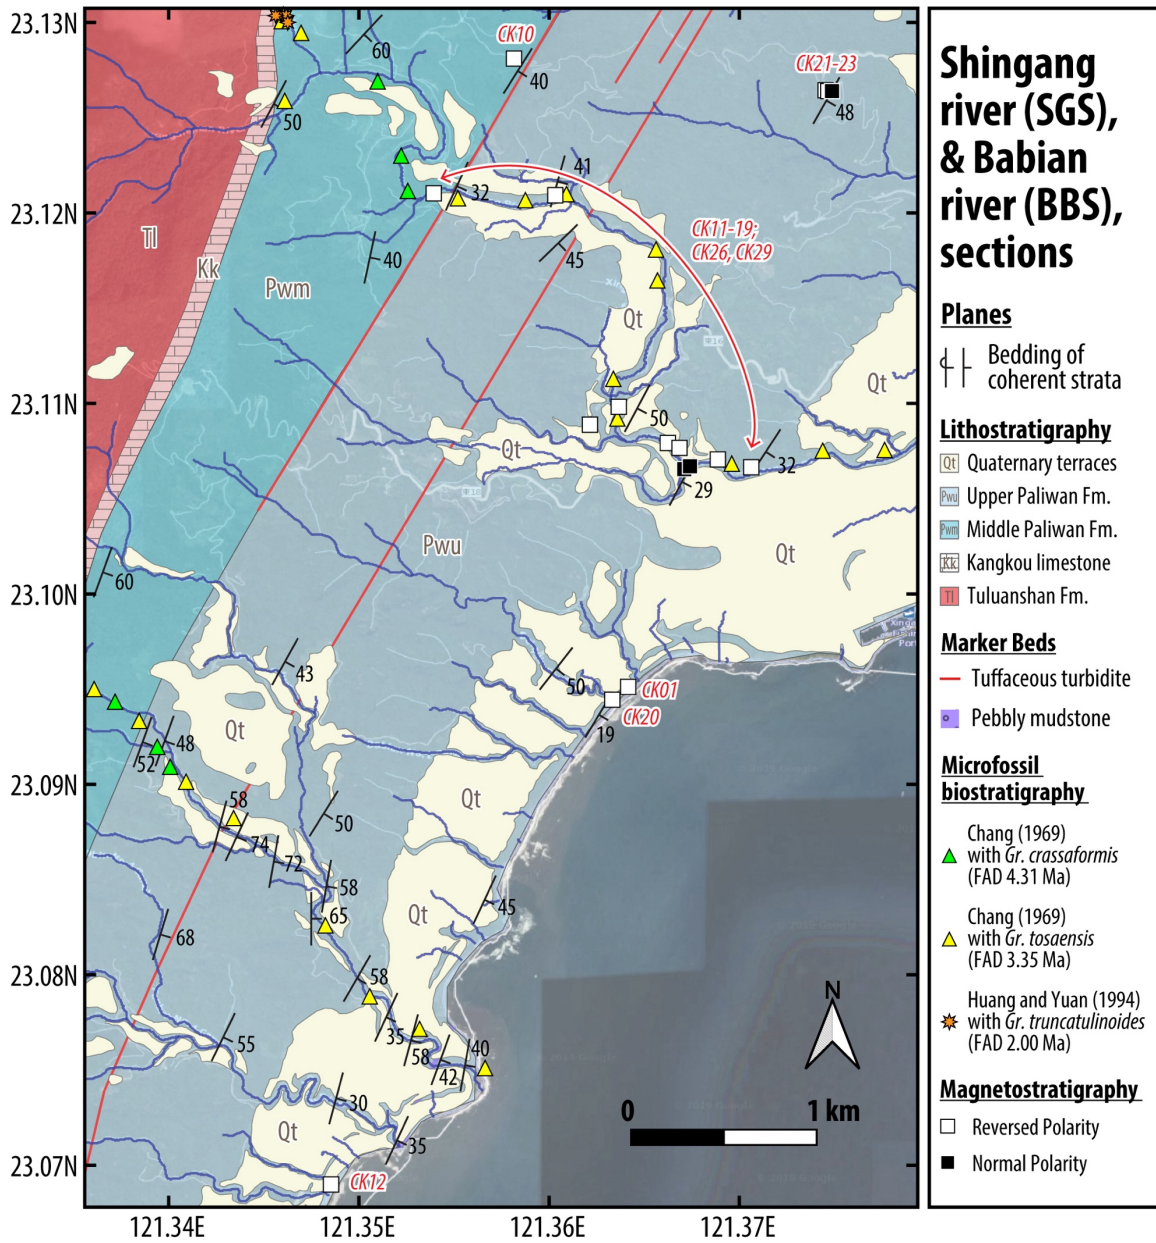 23.13N
23.12N
23.11N
23.10N
23.09N
23.08N
23.07N
121.34E
121.35E
121.36E
121.37E
60
CK10
40
CK21-23
48
50
41
32
CK11-19;
CK26, CK29
Tl
Kk
40
45
Pwm
Qt
Qt
50
Qt
32
29
Pwu
Qt
60
43
50
CK01
CK20
19
Qt
48
52
Qt
58
50
74
72
58
45
65
Qt
68
58
35
55
58
40
42
30
Qt
35
CK12
N
0
1 km
Shingang
river (SGS),
& Babian
river (BBS),
sections
Planes
Bedding of
coherent strata
Lithostratigraphy
Qt Quaternary terraces
Pwu Upper Paliwan Fm.
Pwm Middle Paliwan Fm.
Kk Kangkou limestone
Tl Tuluanshan Fm.
Marker Beds
Tuffaceous turbidite
Pebbly mudstone
Microfossil
biostratigraphy
Chang (1969)
with Gr. crassaformis
(FAD 4.31 Ma)
Chang (1969)
with Gr. tosaensis
(FAD 3.35 Ma)
Huang and Yuan (1994)
with Gr. truncatulinoides
(FAD 2.00 Ma)
Magnetostratigraphy
Reversed Polarity
Normal Polarity